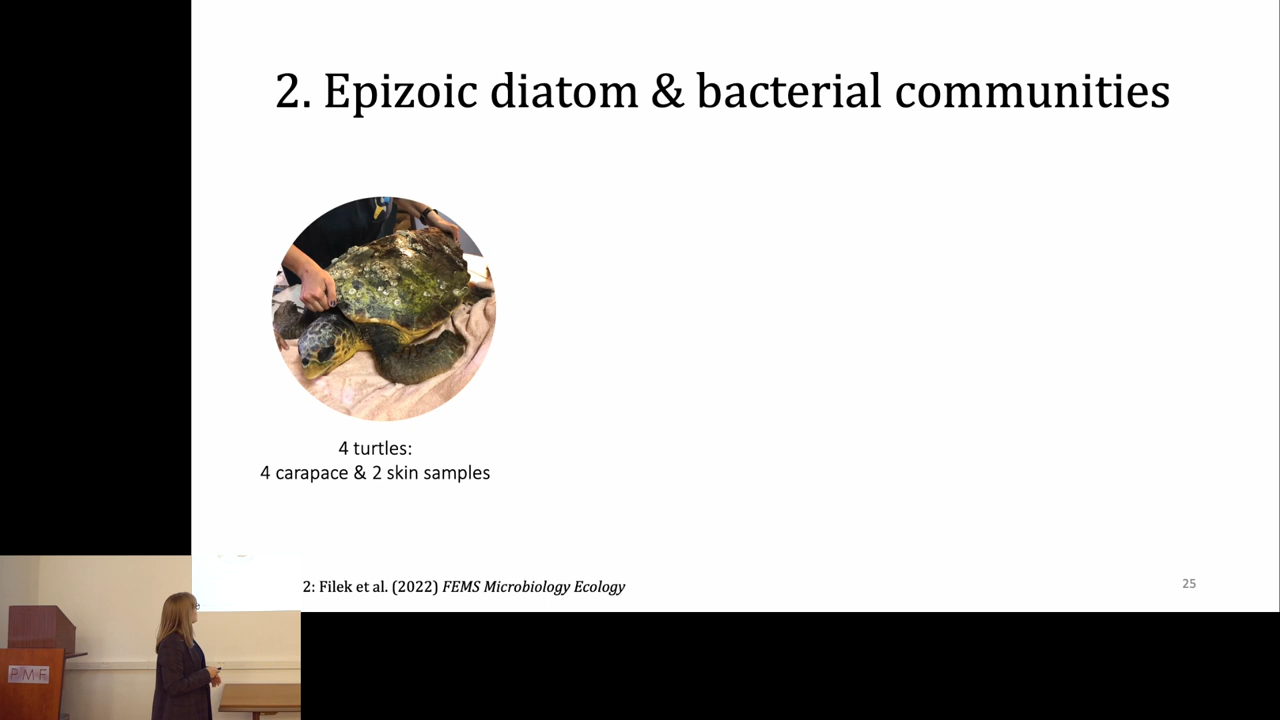 2. Epizoic diatom & bacterial communities
4 turtles:
4 carapace & 2 skin samples
2: Filek et al. (2022) FEMS Microbiology Ecology
25
PMF